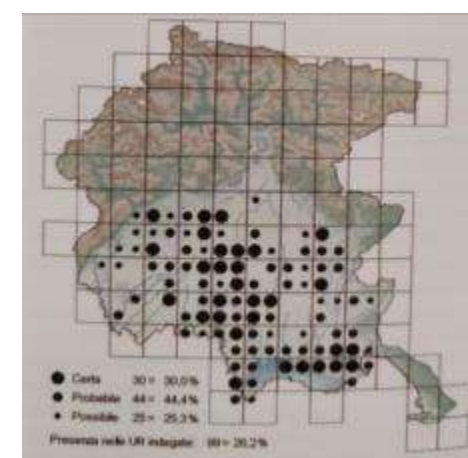 Certa 30 = 30,0 %
Probabile 44 = 44,4 %
Possibile 25 = 25,3 %
Presenza nelle UR indagate: 99 = 26,2 %